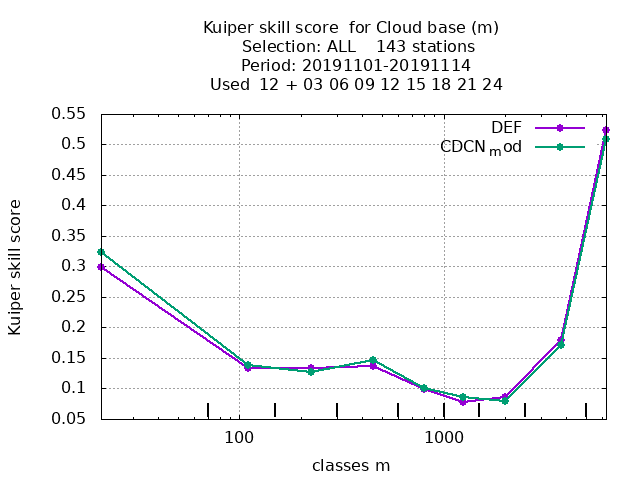 Kuiper skill score  for Cloud base (m)
Selection: ALL    143 stations
Period: 20191101-20191114
Used  12 + 03 06 09 12 15 18 21 24
DEF
CDCN_mod
0.55
0.5
0.45
0.4
0.35
0.3
0.25
0.2
0.15
0.1
0.05
Kuiper skill score
100 1000
classes m